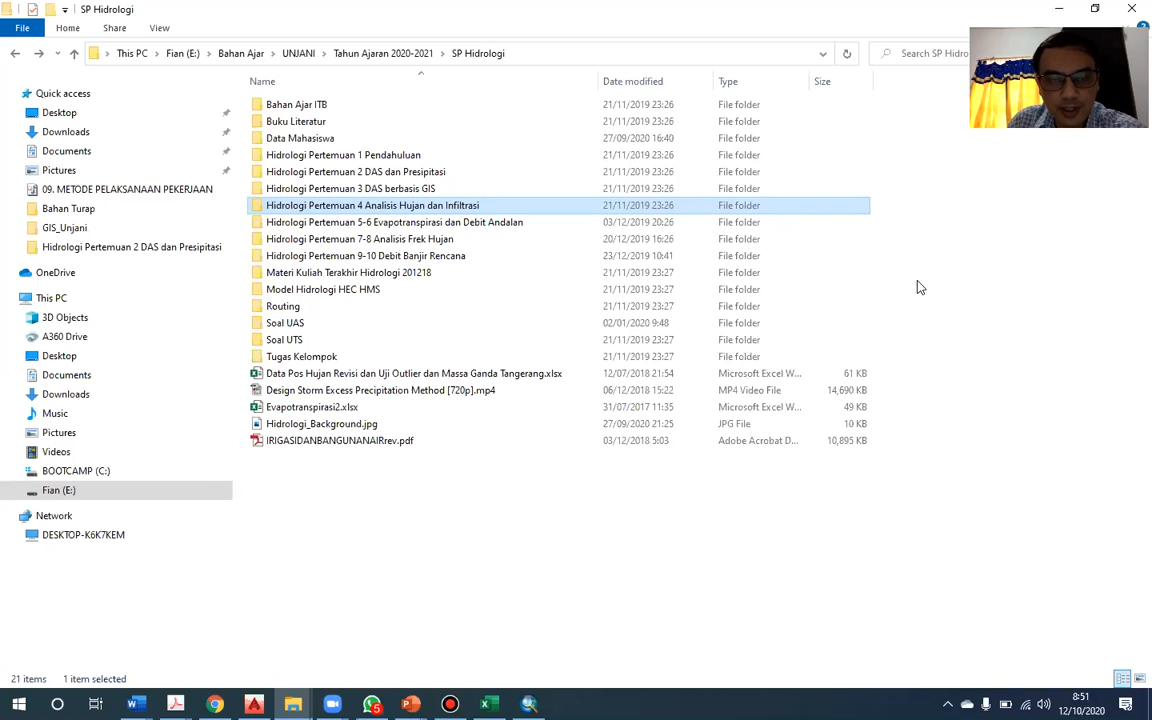 SP Hidrologi
File Home Share View
This PC Fian (E:) Bahan Ajar UNJANI Tahun Ajaran 2020-2021 SP Hidrologi
Search SP Hidro
Name Date modified Type Size
Quick access
Desktop
Downloads
Documents
Pictures
09. METODE PELAKSANAAN PEKERJAAN
Bahan Turap
GIS_Unjani
Hidrologi Pertemuan 2 DAS dan Presipitasi
OneDrive
This PC
3D Objects
A360 Drive
Desktop
Documents
Downloads
Music
Pictures
Videos
BOOTCAMP (C:)
Fian (E:)
Network
DESKTOP-K6K7KEM
Bahan Ajar ITB 21/11/2019 23:26 File folder
Buku Literatur 21/11/2019 23:26 File folder
Data Mahasiswa 27/09/2020 16:40 File folder
Hidrologi Pertemuan 1 Pendahuluan 21/11/2019 23:26 File folder
Hidrologi Pertemuan 2 DAS dan Presipitasi 21/11/2019 23:26 File folder
Hidrologi Pertemuan 3 DAS berbasis GIS 21/11/2019 23:26 File folder
Hidrologi Pertemuan 4 Analisis Hujan dan Infiltrasi 21/11/2019 23:26 File folder
Hidrologi Pertemuan 5-6 Evapotranspirasi dan Debit Andalan 03/12/2019 20:26 File folder
Hidrologi Pertemuan 7-8 Analisis Frek Hujan 20/12/2019 16:26 File folder
Hidrologi Pertemuan 9-10 Debit Banjir Rencana 23/12/2019 10:41 File folder
Materi Kuliah Terakhir Hidrologi 201218 21/11/2019 23:27 File folder
Model Hidrologi HEC HMS 21/11/2019 23:27 File folder
Routing 21/11/2019 23:27 File folder
Soal UAS 02/01/2020 9:48 File folder
Soal UTS 21/11/2019 23:27 File folder
Tugas Kelompok 21/11/2019 23:27 File folder
Data Pos Hujan Revisi dan Uji Outlier dan Massa Ganda Tangerang.xlsx 12/07/2018 21:54 Microsoft Excel W... 61 KB
Design Storm Excess Precipitation Method [720p].mp4 06/12/2018 15:22 MP4 Video File 14,690 KB
Evapotranspirasi2.xlsx 31/07/2017 11:35 Microsoft Excel W... 49 KB
Hidrologi_Background.jpg 27/09/2020 21:25 JPG File 10 KB
IRIGASIDANBANGUNANAIRrev.pdf 03/12/2018 5:03 Adobe Acrobat D... 10,895 KB
21 items 1 item selected
5
8:51
12/10/2020